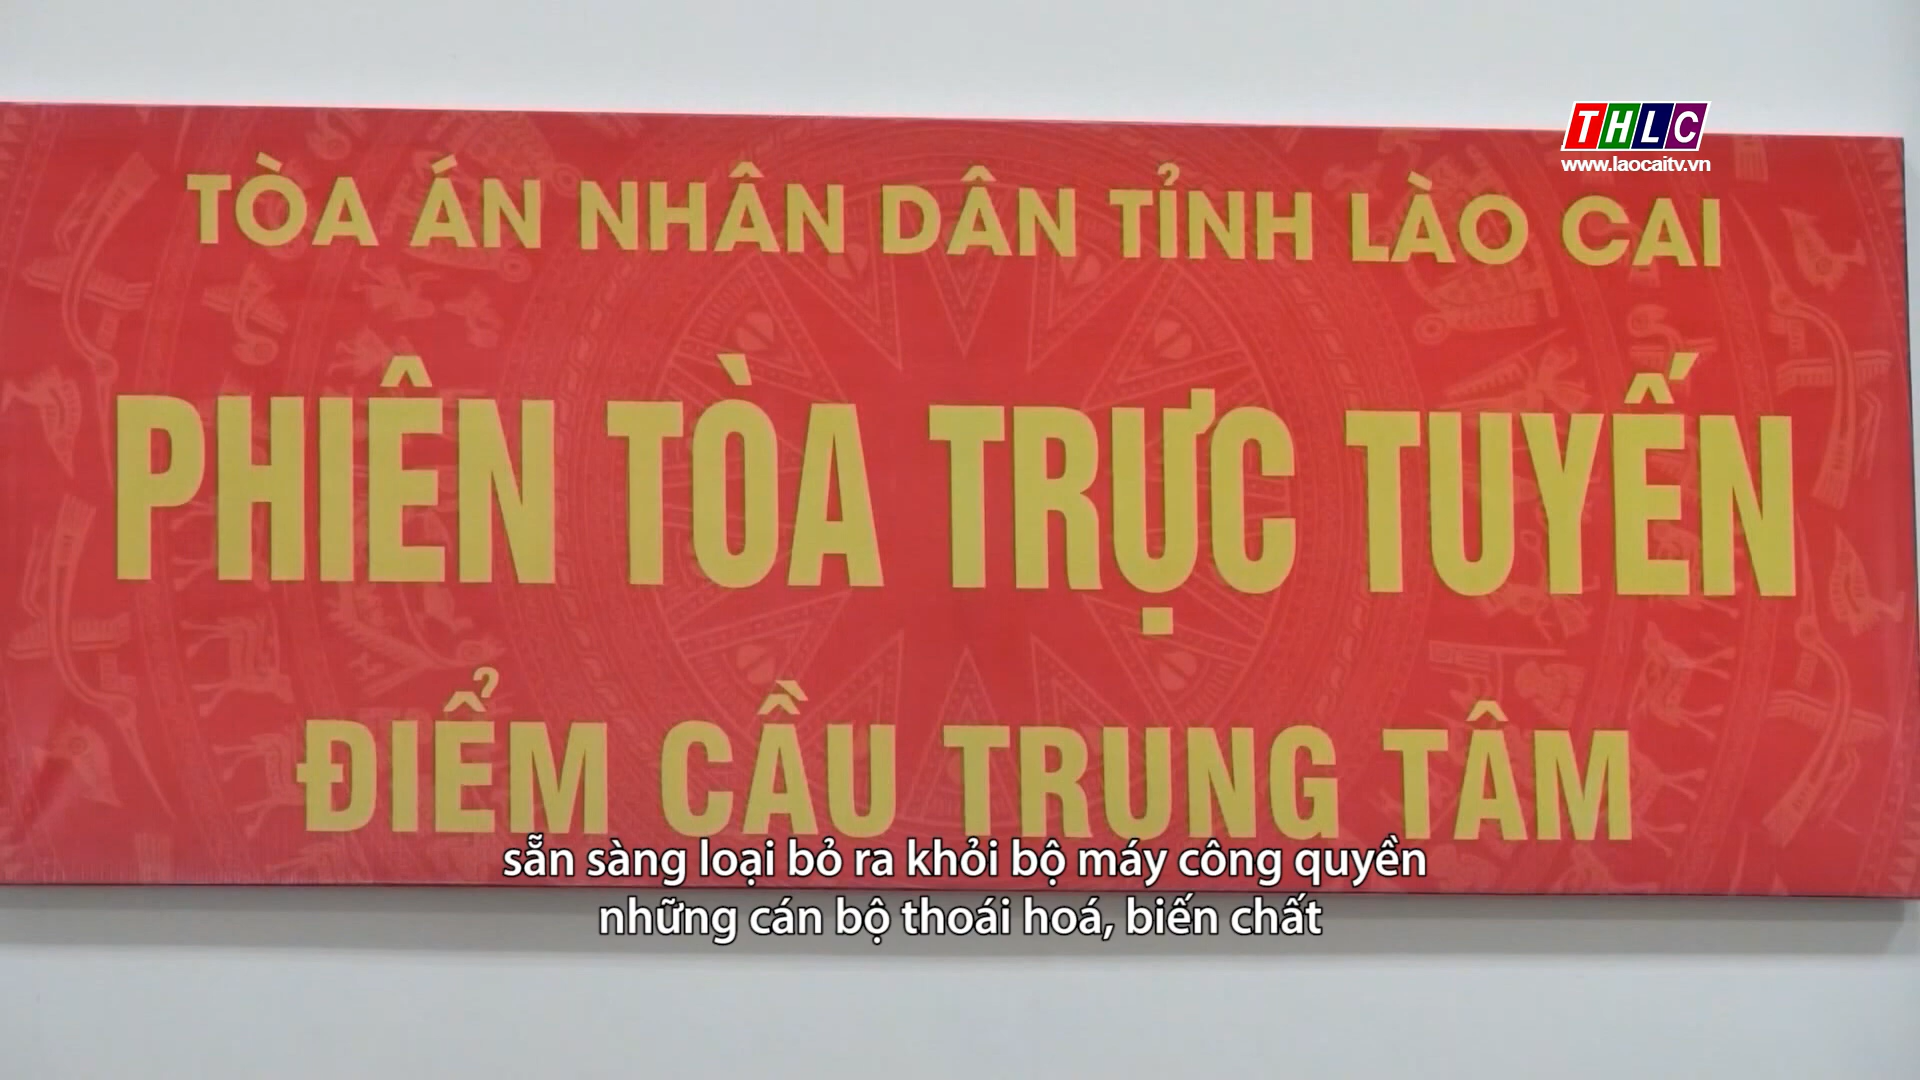 THLC
www.laocaitv.vn
TÒA ÁN NHÂN DÂN TỈNH LÀO CAI
PHIÊN TÒA TRỰC TUYẾN
ĐIỂM CẦU TRUNG TÂM
sẵn sàng loại bỏ ra khỏi bộ máy công quyền
những cán bộ thoái hoá, biến chất